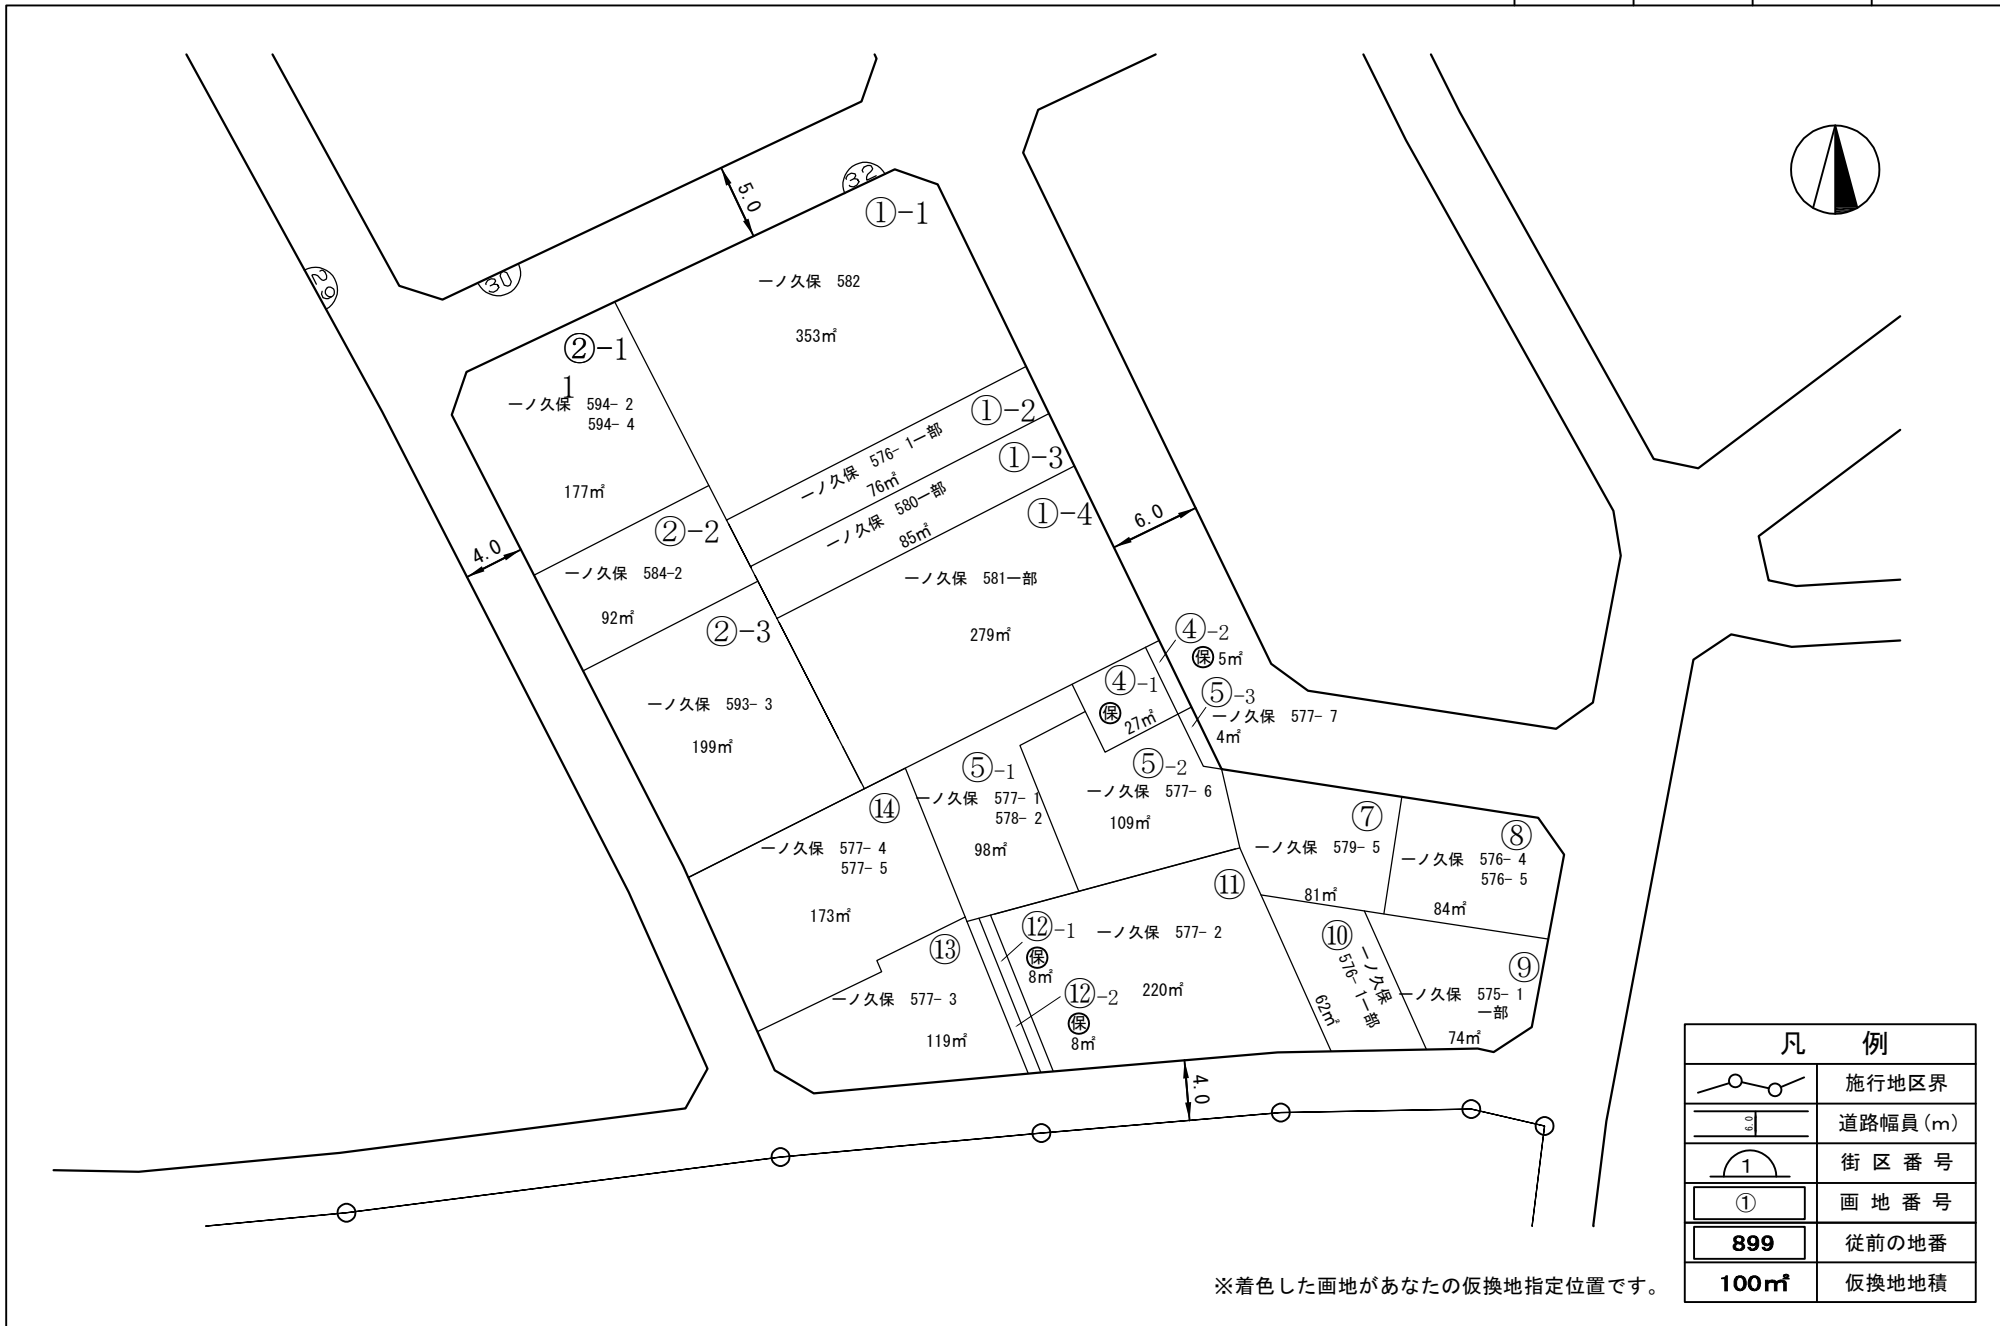 32
5.0
①-1
29
30
一ノ久保 582
353㎡
②-1
1
一ノ久保 594- 2
594- 4
177㎡
①-2
一ノ久保 576- 1一部
76㎡
①-3
一ノ久保 580一部
85㎡
①-4
一ノ久保 581一部
279㎡
6.0
4.0
②-2
一ノ久保 584-2
92㎡
②-3
一ノ久保 593- 3
199㎡
④-2
保 5㎡
④-1
保
27㎡
⑤-3
一ノ久保 577- 7
4㎡
⑤-1
一ノ久保 577- 1
578- 2
98㎡
⑤-2
一ノ久保 577- 6
109㎡
⑭
一ノ久保 577- 4
577- 5
173㎡
⑦
一ノ久保 579- 5
81㎡
⑧
一ノ久保 576- 4
576- 5
84㎡
⑪
一ノ久保 577- 2
220㎡
⑬
一ノ久保 577- 3
119㎡
⑫-1
保
8㎡
⑫-2
保
8㎡
⑩
一ノ久保
576- 1一部
62㎡
⑨
一ノ久保 575- 1
一部
74㎡
4.0
凡 例
施行地区界
6.0
道路幅員(m)
1
街 区 番 号
①
画 地 番 号
899
従前の地番
100㎡
仮換地地積
※着色した画地があなたの仮換地指定位置です。